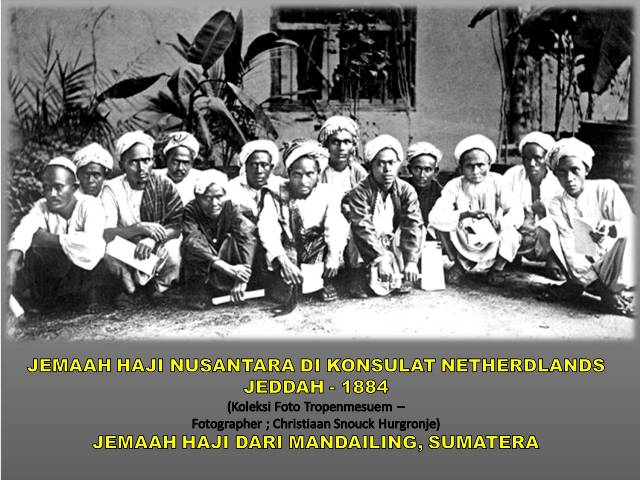 JEMAAH HAJI NUSANTARA DI KONSULAT NETHERDLANDS
JEDDAH - 1884
(Koleksi Foto Tropenmesuem –
Fotographer ; Christiaan Snouck Hurgronje)
JEMAAH HAJI DARI MANDAILING, SUMATERA